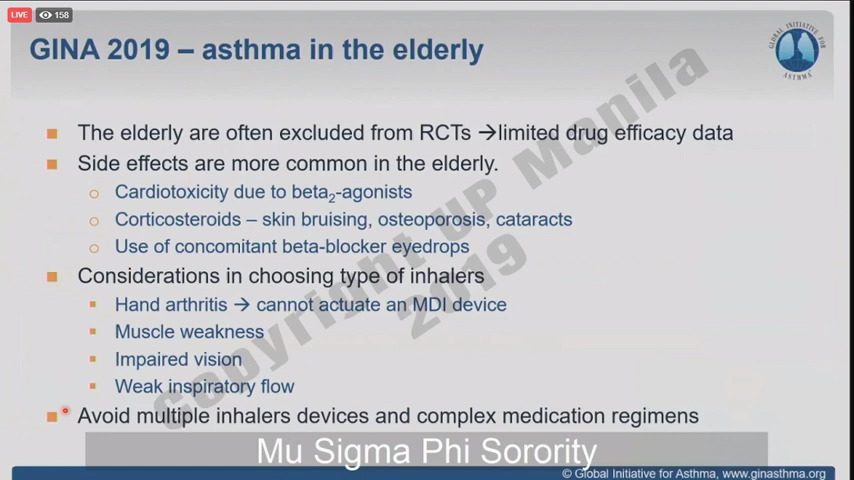 LIVE 158
GINA 2019 – asthma in the elderly
GLOBAL INITIATIVE FOR ASTHMA
The elderly are often excluded from RCTs →limited drug efficacy data
Side effects are more common in the elderly.
Cardiotoxicity due to beta2-agonists
Corticosteroids – skin bruising, osteoporosis, cataracts
Use of concomitant beta-blocker eyedrops
Considerations in choosing type of inhalers
Hand arthritis → cannot actuate an MDI device
Muscle weakness
Impaired vision
Weak inspiratory flow
Avoid multiple inhalers devices and complex medication regimens
Copyright UP Manila
2019
Mu Sigma Phi Sorority
© Global Initiative for Asthma, www.ginasthma.org